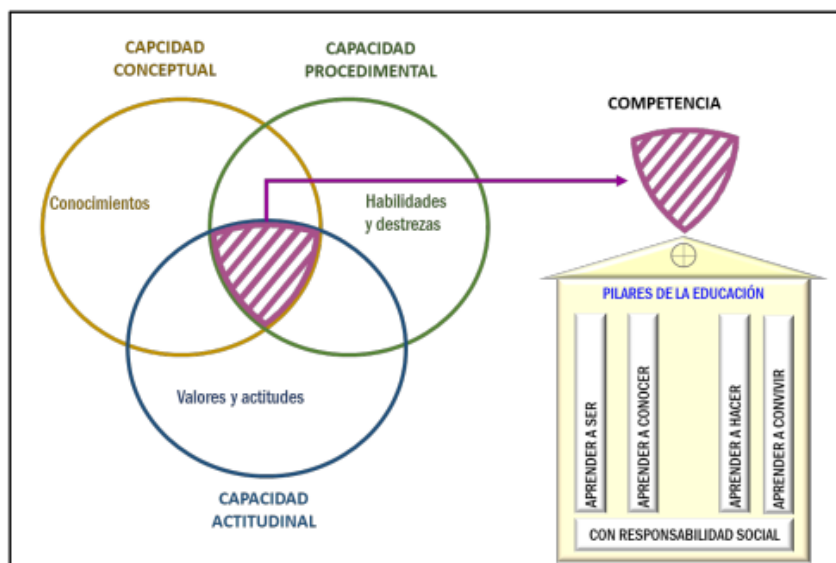 CAPCIDAD
CONCEPTUAL
CAPACIDAD
PROCEDIMENTAL
COMPETENCIA
Conocimientos
Habilidades
y destrezas
Valores y actitudes
CAPACIDAD
ACTITUDINAL
PILARES DE LA EDUCACIÓN
APRENDER A SER
APRENDER A CONOCER
APRENDER A HACER
APRENDER A CONVIVIR
CON RESPONSABILIDAD SOCIAL